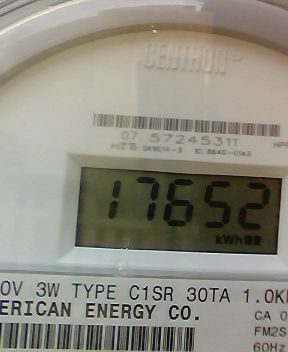 CENTRON®
07 57245311
17652
kWh
0V 3W TYPE C1SR 30TA 1.0K
ERICAN ENERGY CO.
CA 0
FM2S
60Hz